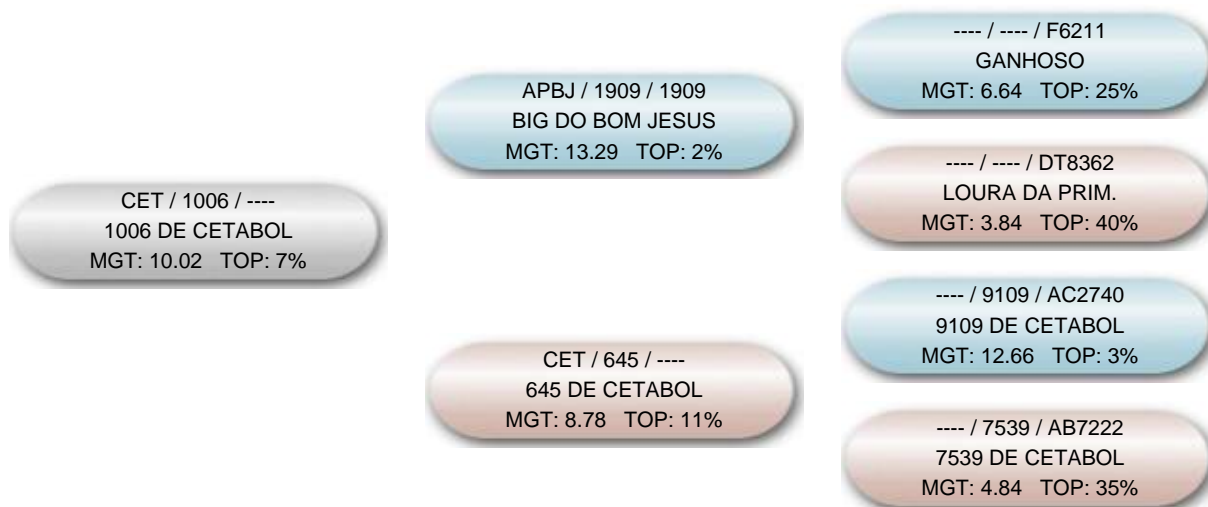 ---- / ---- / F6211
GANHOSO
MGT: 6.64 TOP: 25%
APBJ / 1909 / 1909
BIG DO BOM JESUS
MGT: 13.29 TOP: 2%
---- / ---- / DT8362
LOURA DA PRIM.
MGT: 3.84 TOP: 40%
CET / 1006 / ----
1006 DE CETABOL
MGT: 10.02 TOP: 7%
---- / 9109 / AC2740
9109 DE CETABOL
MGT: 12.66 TOP: 3%
CET / 645 / ----
645 DE CETABOL
MGT: 8.78 TOP: 11%
---- / 7539 / AB7222
7539 DE CETABOL
MGT: 4.84 TOP: 35%